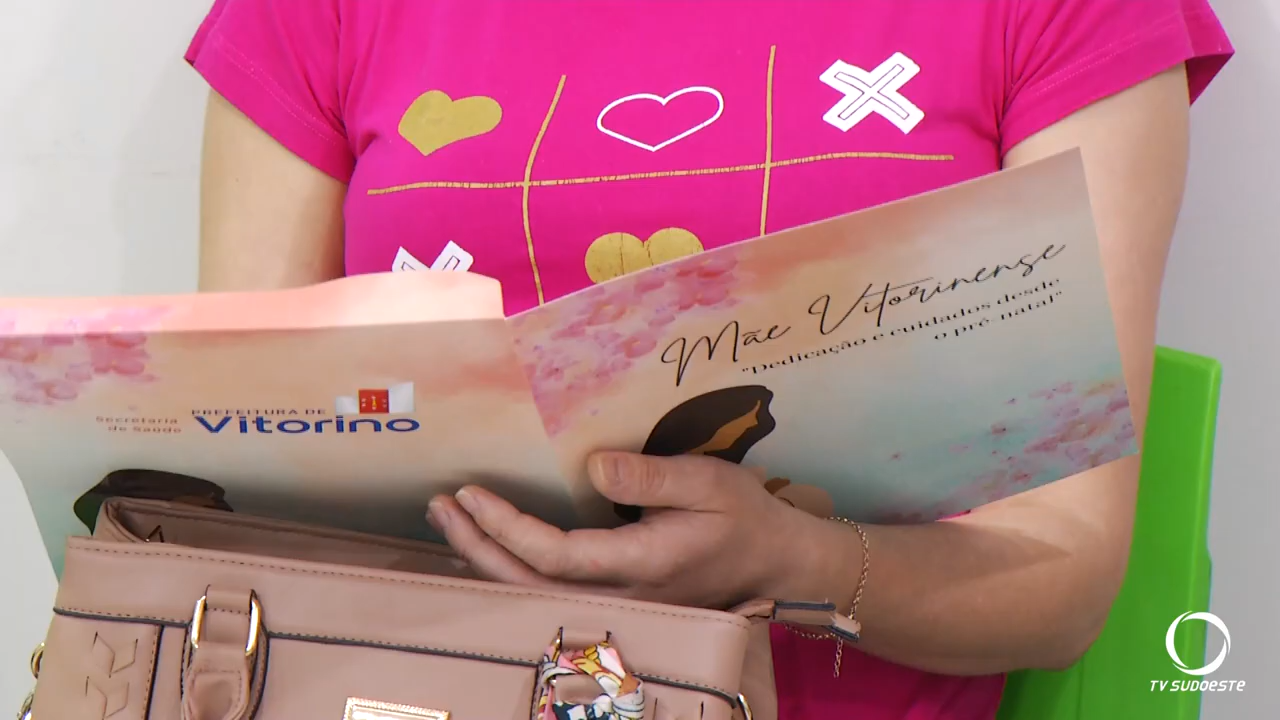 Mãe Vitorinense
"Dedicação e cuidados desde
o pré-natal"
Secretaria
de Saúde
PREFEITURA DE
Vitorino
TV SUDOESTE